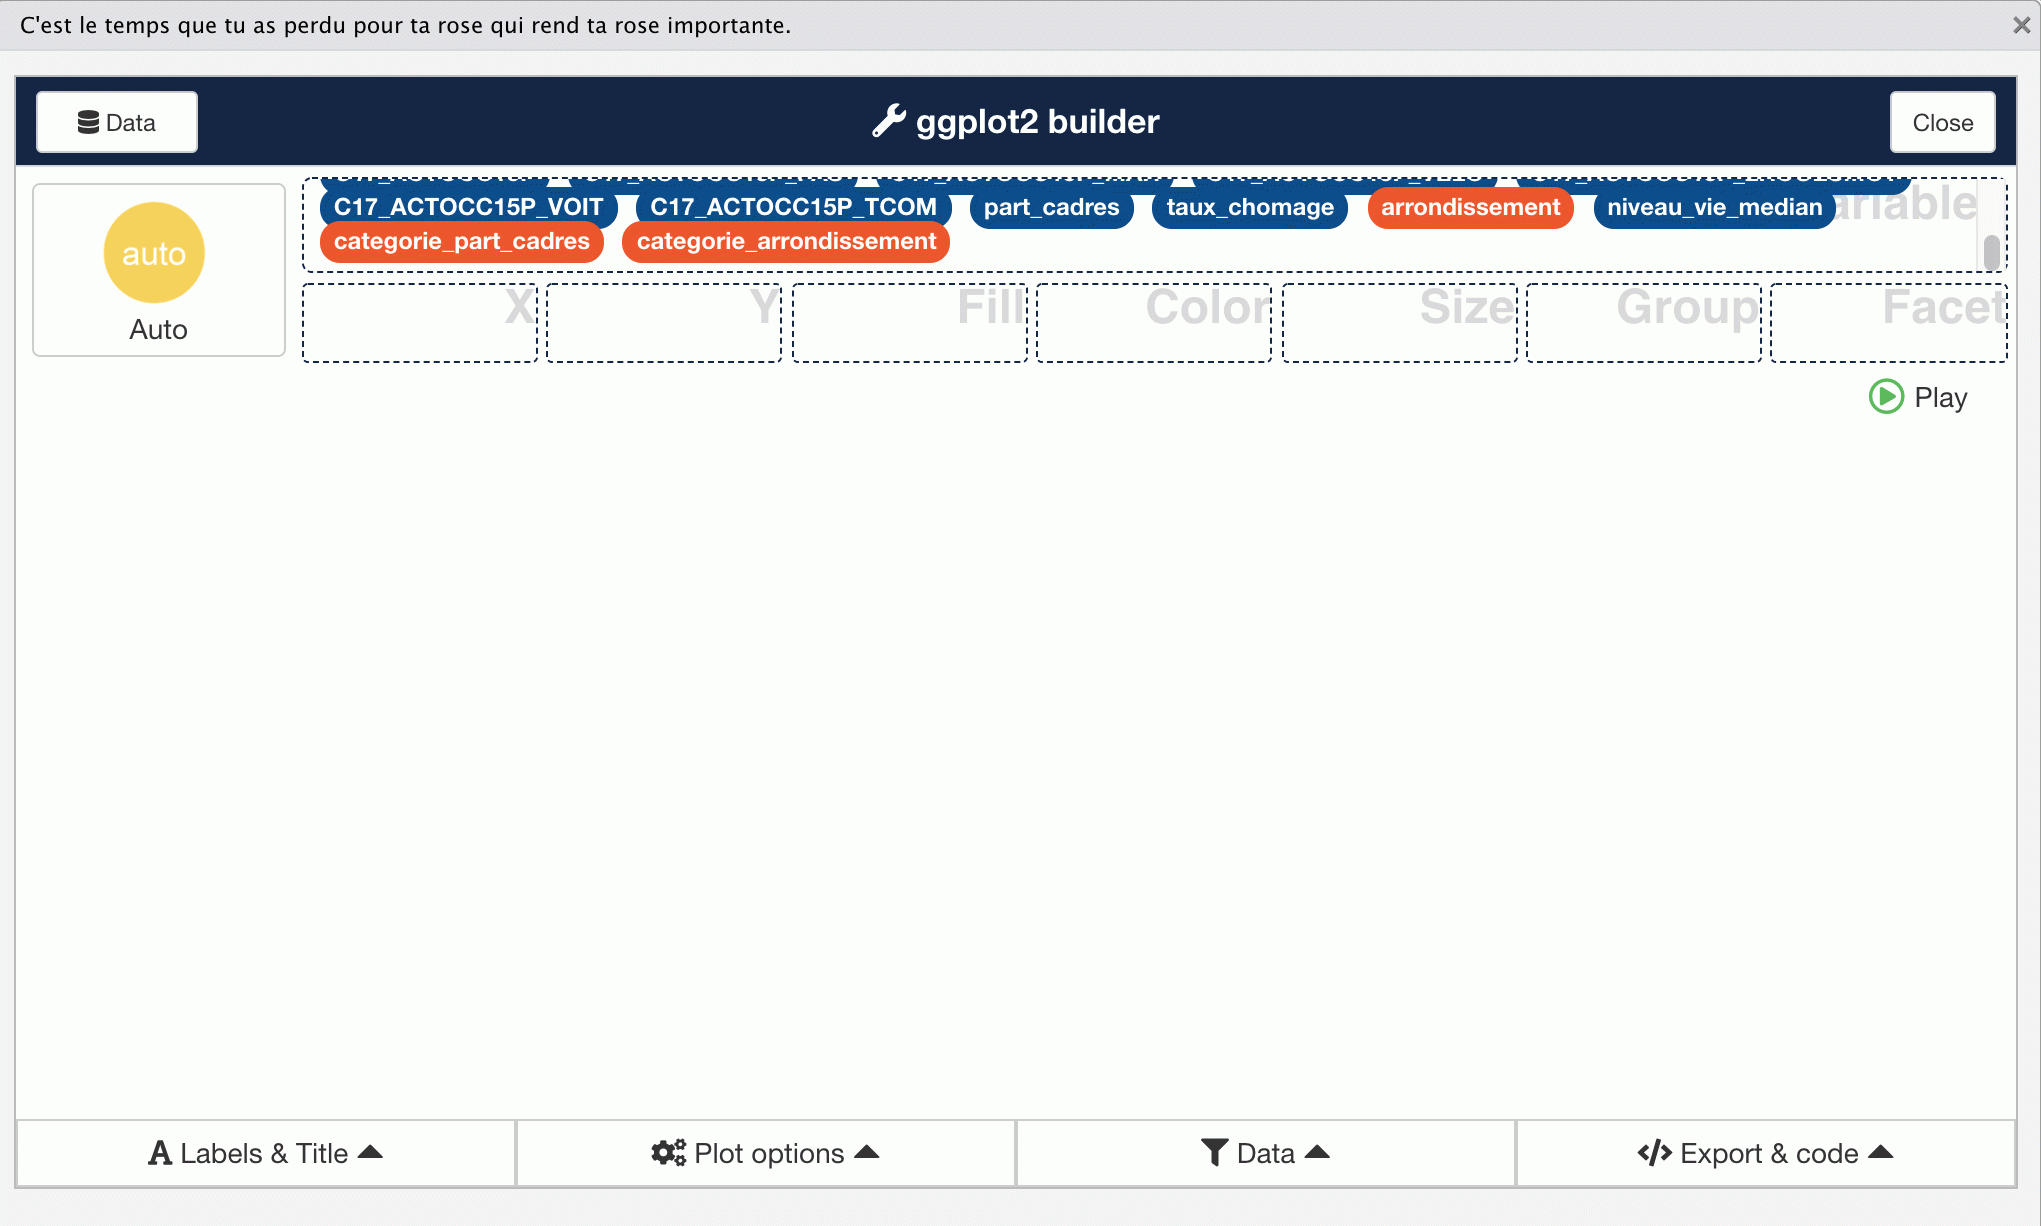 C'est le temps que tu as perdu pour ta rose qui rend ta rose importante.
Data ggplot2 builder Close
C17_ACTOCC15P_VOIT C17_ACTOCC15P_TCOM part_cadres taux_chomage arrondissement niveau_vie_median
categorie_part_cadres categorie_arrondissement
auto
Auto
X Y Fill Color Size Group Facet
Play
Labels & Title Plot options Data Export & code